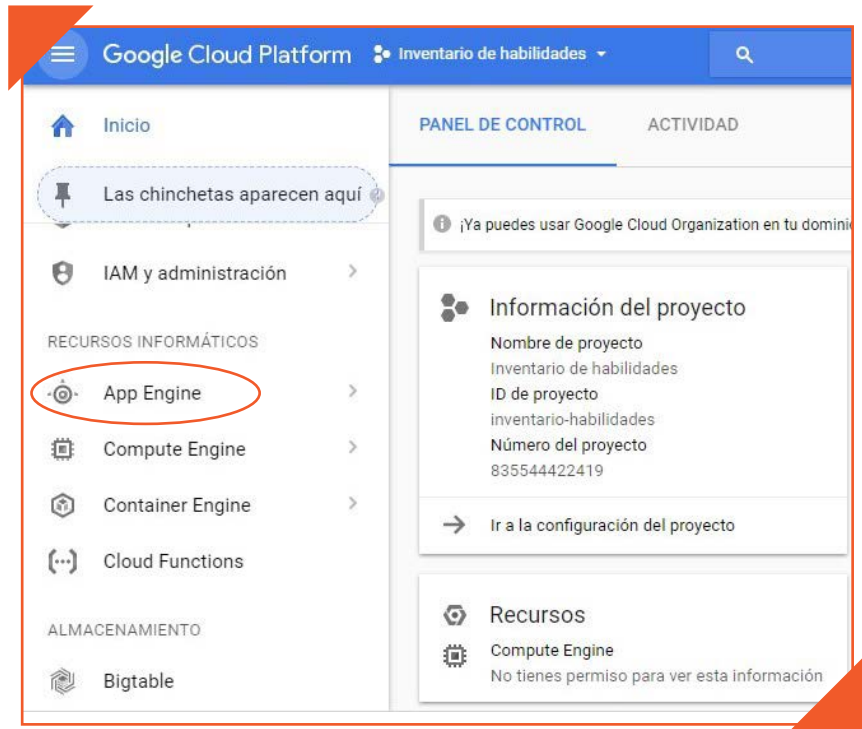 Google Cloud Platform
Inventario de habilidades
Inicio
Las chinchetas aparecen aquí
IAM y administración
RECURSOS INFORMÁTICOS
App Engine
Compute Engine
Container Engine
Cloud Functions
ALMACENAMIENTO
Bigtable
PANEL DE CONTROL
ACTIVIDAD
¡Ya puedes usar Google Cloud Organization en tu dominio
Información del proyecto
Nombre de proyecto
Inventario de habilidades
ID de proyecto
inventario-habilidades
Número del proyecto
835544422419
Ir a la configuración del proyecto
Recursos
Compute Engine
No tienes permiso para ver esta información